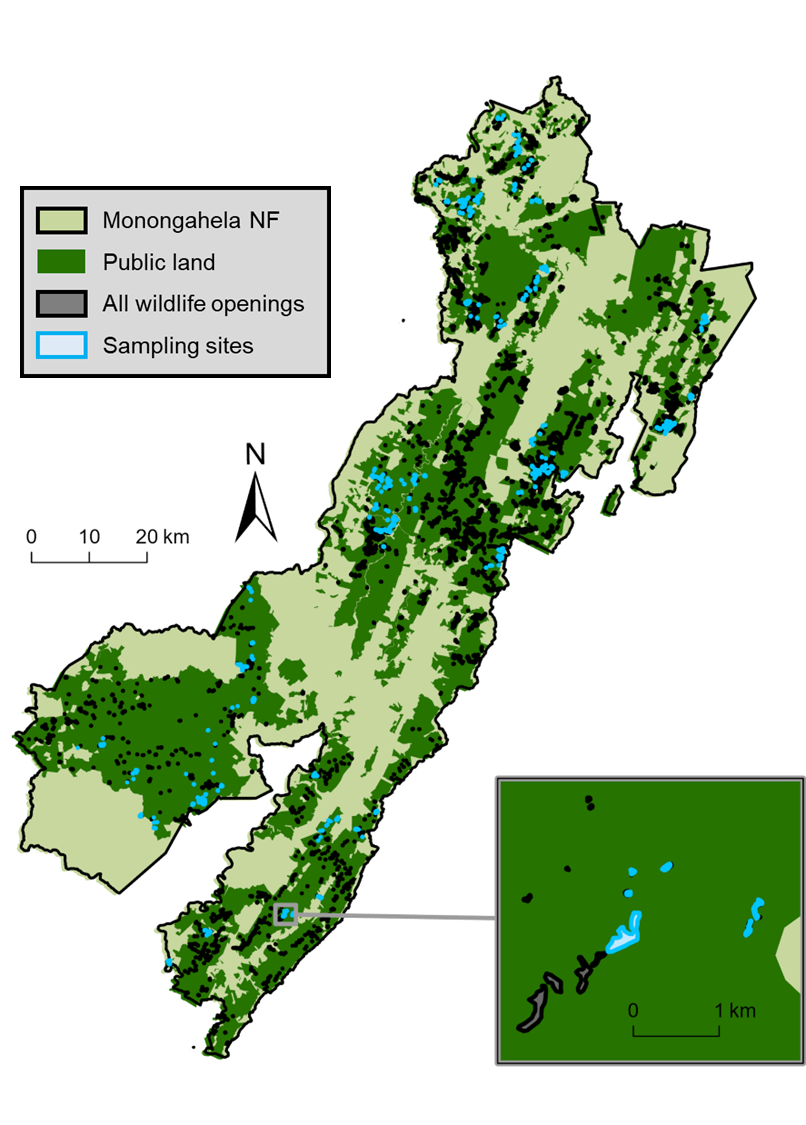 Monongahela NF
Public land
All wildlife openings
Sampling sites
N
0 10 20 km
0 1 km